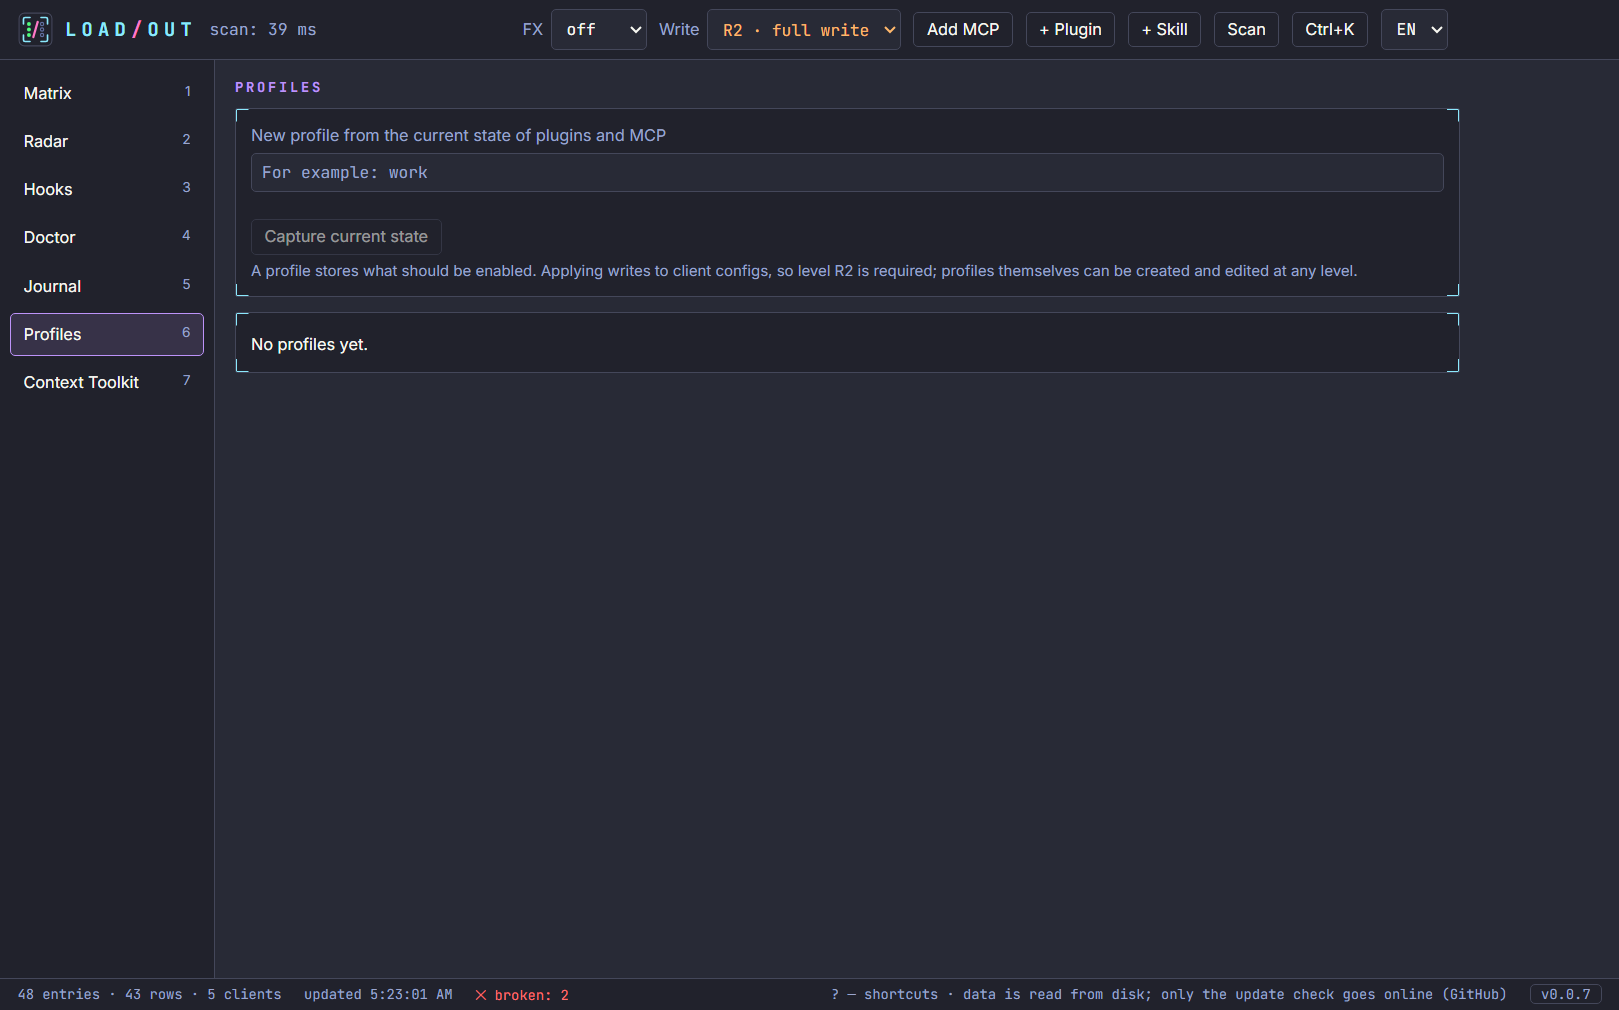 LOAD/OUT scan: 39 ms FX off Write R2 · full write Add MCP + Plugin + Skill Scan Ctrl+K EN
Matrix 1
Radar 2
Hooks 3
Doctor 4
Journal 5
Profiles 6
Context Toolkit 7
PROFILES
New profile from the current state of plugins and MCP
For example: work
Capture current state
A profile stores what should be enabled. Applying writes to client configs, so level R2 is required; profiles themselves can be created and edited at any level.
No profiles yet.
48 entries · 43 rows · 5 clients updated 5:23:01 AM ✕ broken: 2 ? — shortcuts · data is read from disk; only the update check goes online (GitHub) v0.0.7